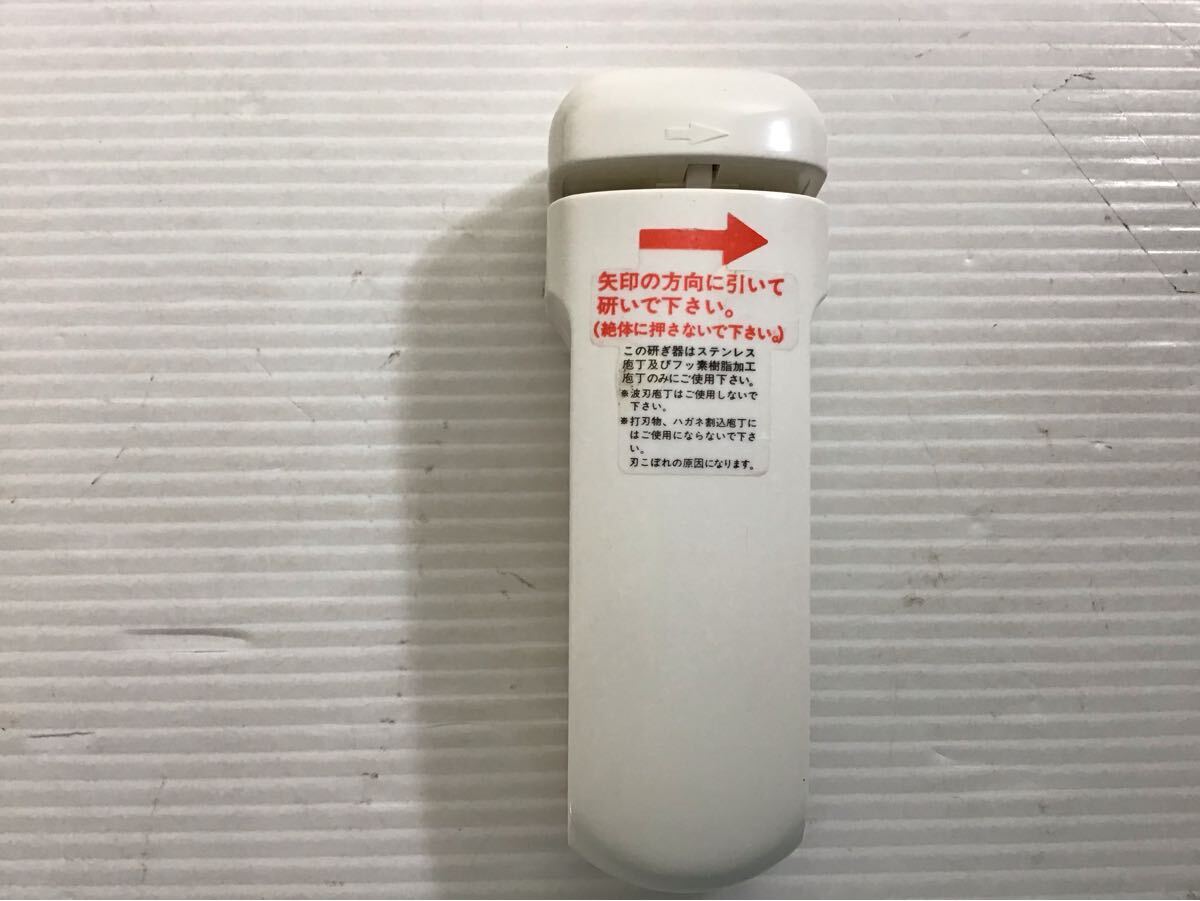 矢印の方向に引いて
研いで下さい。
(絶体に押さないで下さい。)
この研ぎ器はステンレス
庖丁及びフッ素樹脂加工
庖丁のみにご使用下さい。
※波刃庖丁はご使用しないで
下さい。
※打刃物、ハガネ割込庖丁に
はご使用にならないで下さ
い。
刃こぼれの原因になります。